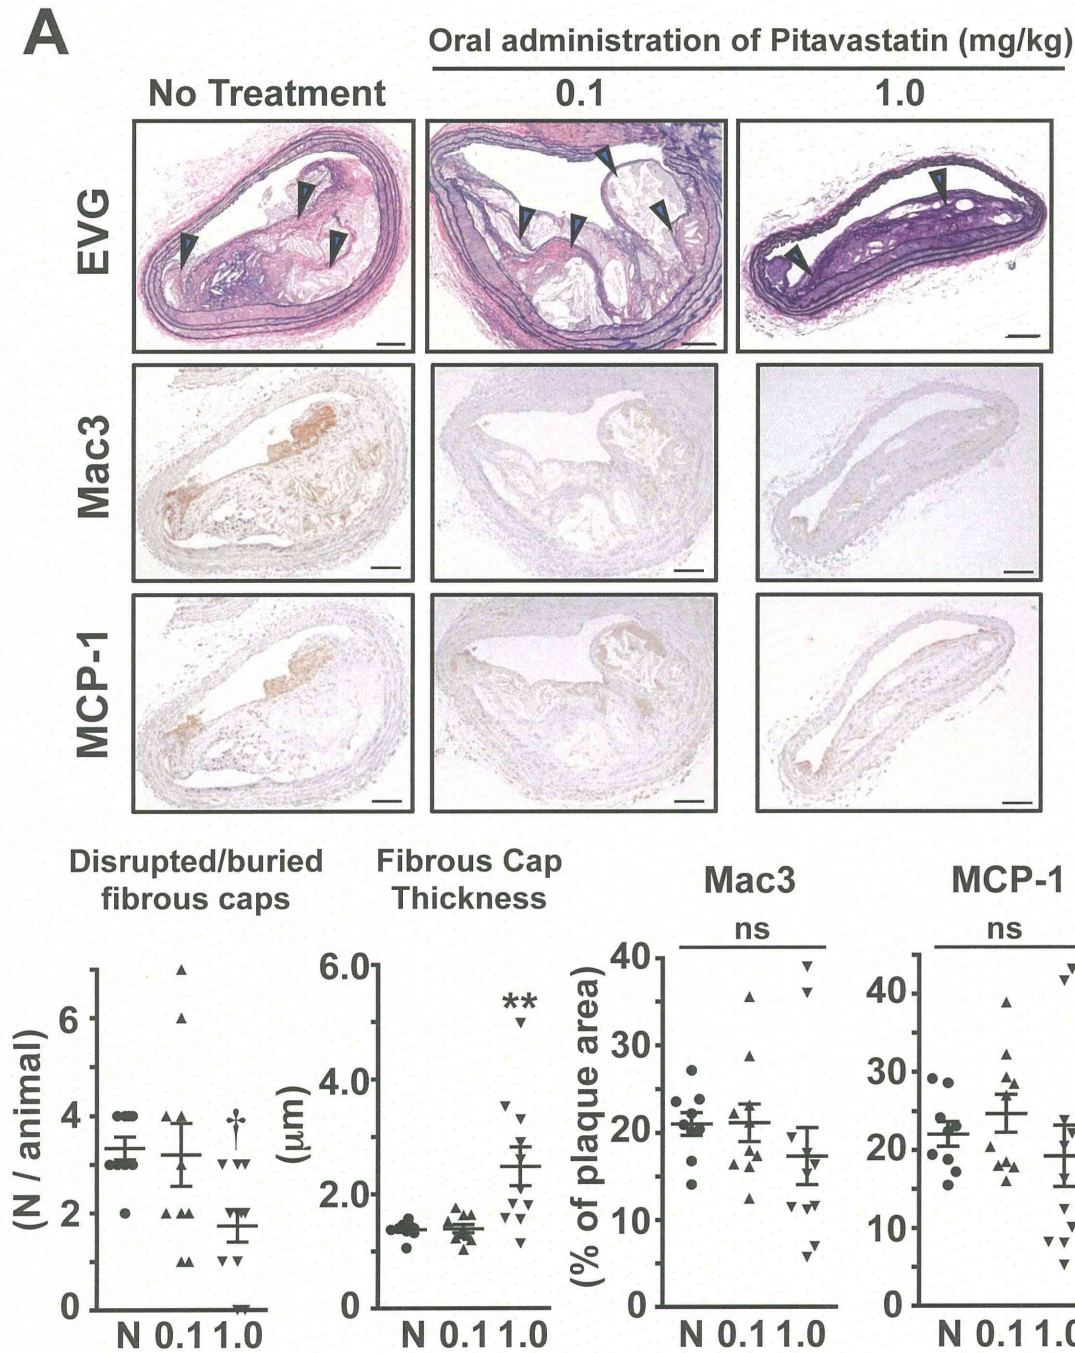 A
Oral administration of Pitavastatin (mg/kg)
No Treatment
0.1
1.0
EVG
Mac3
MCP-1
Disrupted/buried
fibrous caps
(N / animal)
6
4
2
0
†
N 0.1 1.0
Fibrous Cap
Thickness
(μm)
6.0
4.0
2.0
0
**
N 0.1 1.0
Mac3
ns
(% of plaque area)
40
30
20
10
0
N 0.1 1.0
MCP-1
ns
40
30
20
10
0
N 0.1 1.0